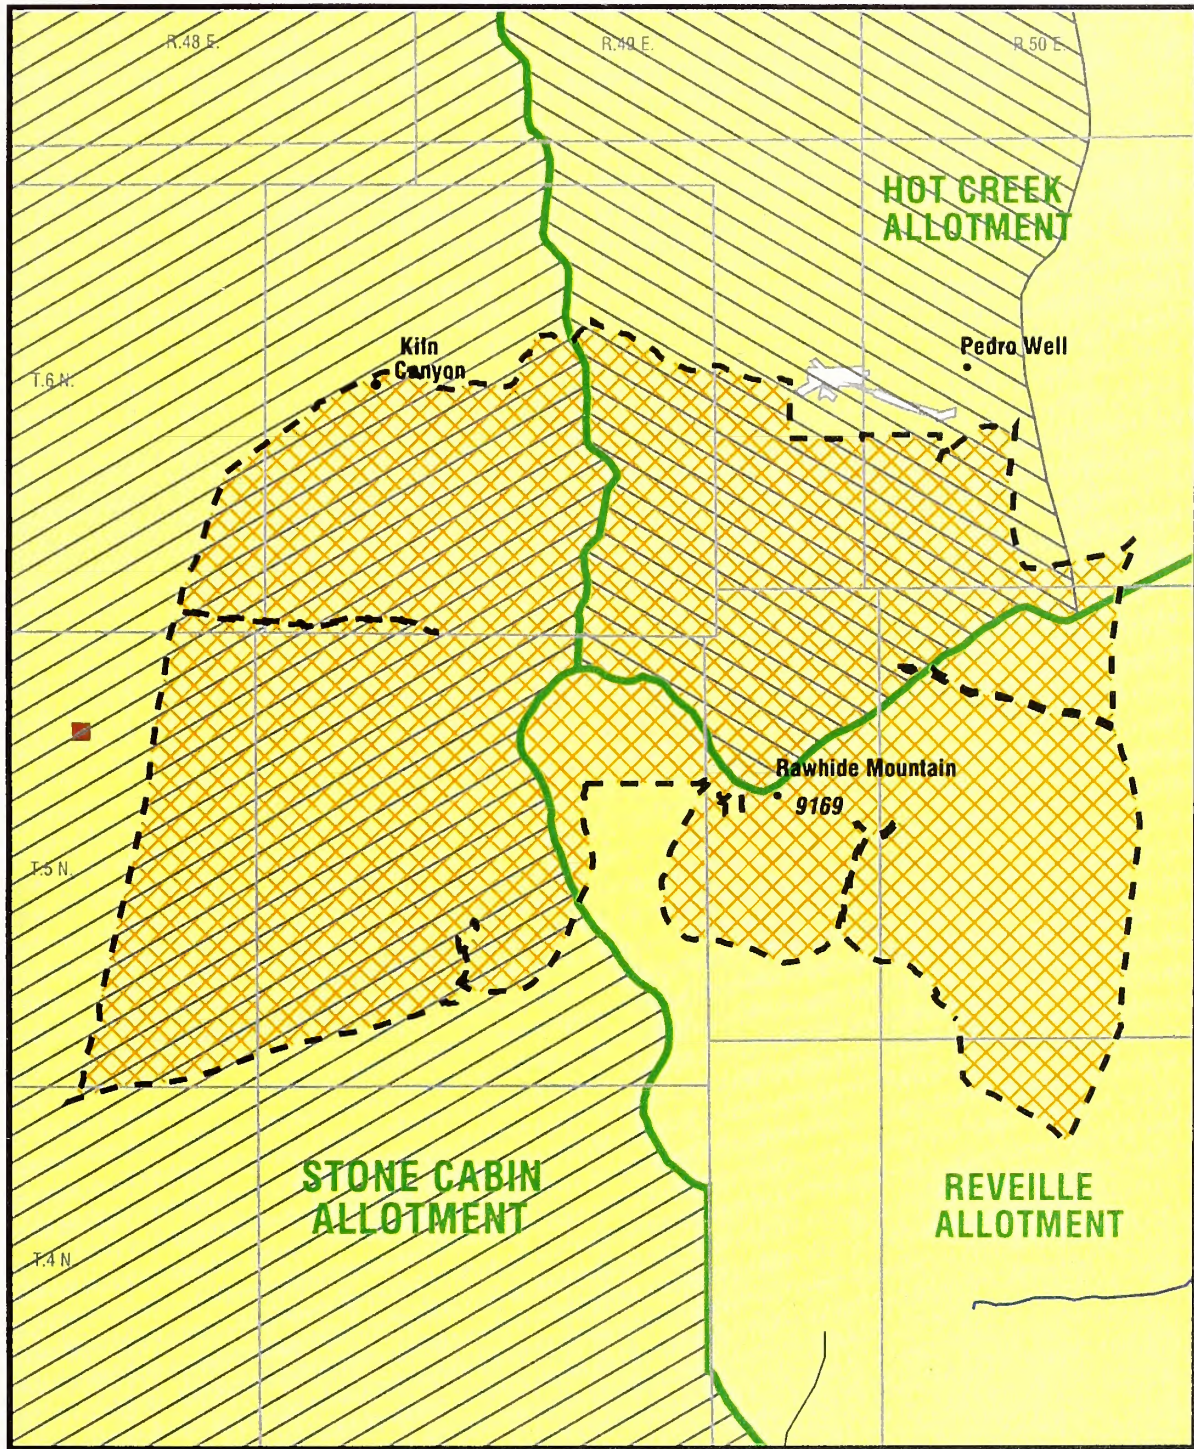 R.48 E.
R.49 E.
R.50 E.
HOT CREEK
ALLOTMENT
Kiln
Canyon
Pedro Well
T.6 N.
Rawhide Mountain
9169
T.5 N.
STONE CABIN
ALLOTMENT
REVEILLE
ALLOTMENT
T.4 N